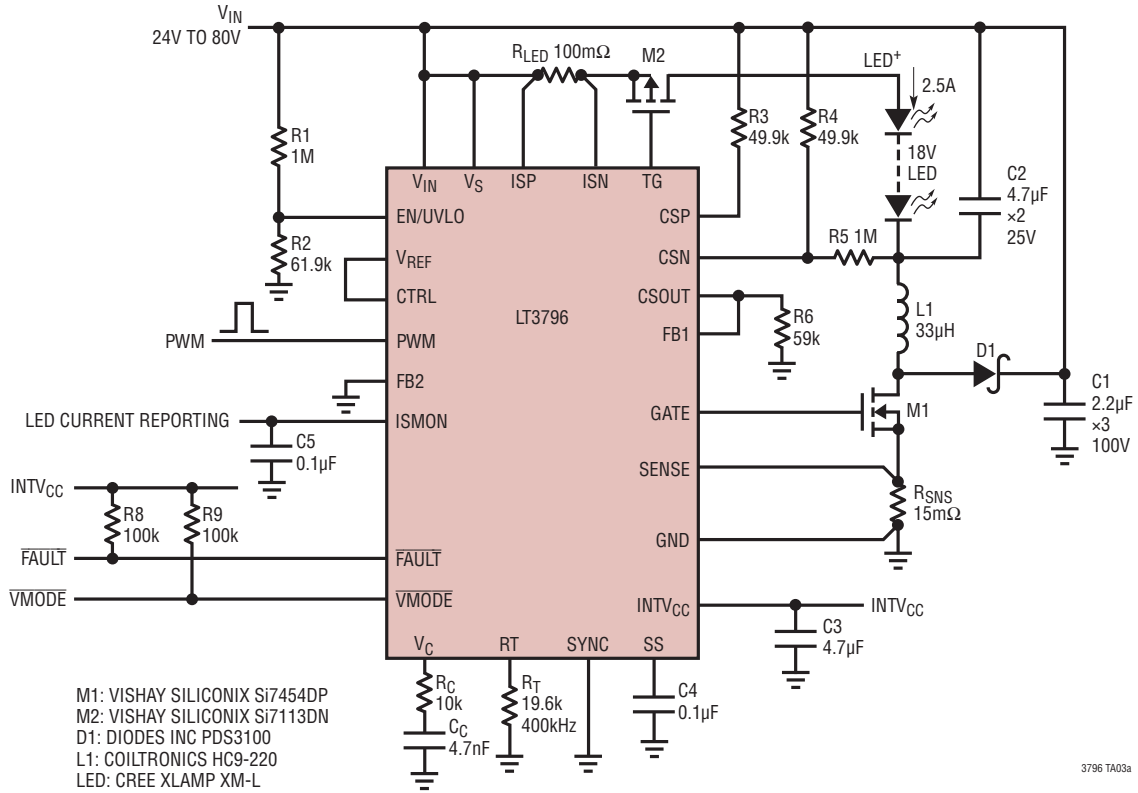 VIN
24V TO 80V
RLED 100mΩ
M2
LED+
2.5A
R1
1M
R3
49.9k
R4
49.9k
18V
LED
C2
4.7µF
×2
25V
VIN
VS
ISP
ISN
TG
EN/UVLO
CSP
R2
61.9k
VREF
CSN
R5 1M
CTRL
CSOUT
LT3796
FB1
R6
59k
L1
33µH
PWM
PWM
D1
FB2
C1
2.2µF
×3
100V
LED CURRENT REPORTING
ISMON
GATE
M1
C5
0.1µF
SENSE
INTVCC
R8
100k
R9
100k
RSNS
15mΩ
GND
FAULT
FAULT
VMODE
VMODE
INTVCC
INTVCC
C3
4.7µF
VC
RT
SYNC
SS
RC
10k
RT
19.6k
400kHz
C4
0.1µF
CC
4.7nF
M1: VISHAY SILICONIX Si7454DP
M2: VISHAY SILICONIX Si7113DN
D1: DIODES INC PDS3100
L1: COILTRONICS HC9-220
LED: CREE XLAMP XM-L
3796 TA03a